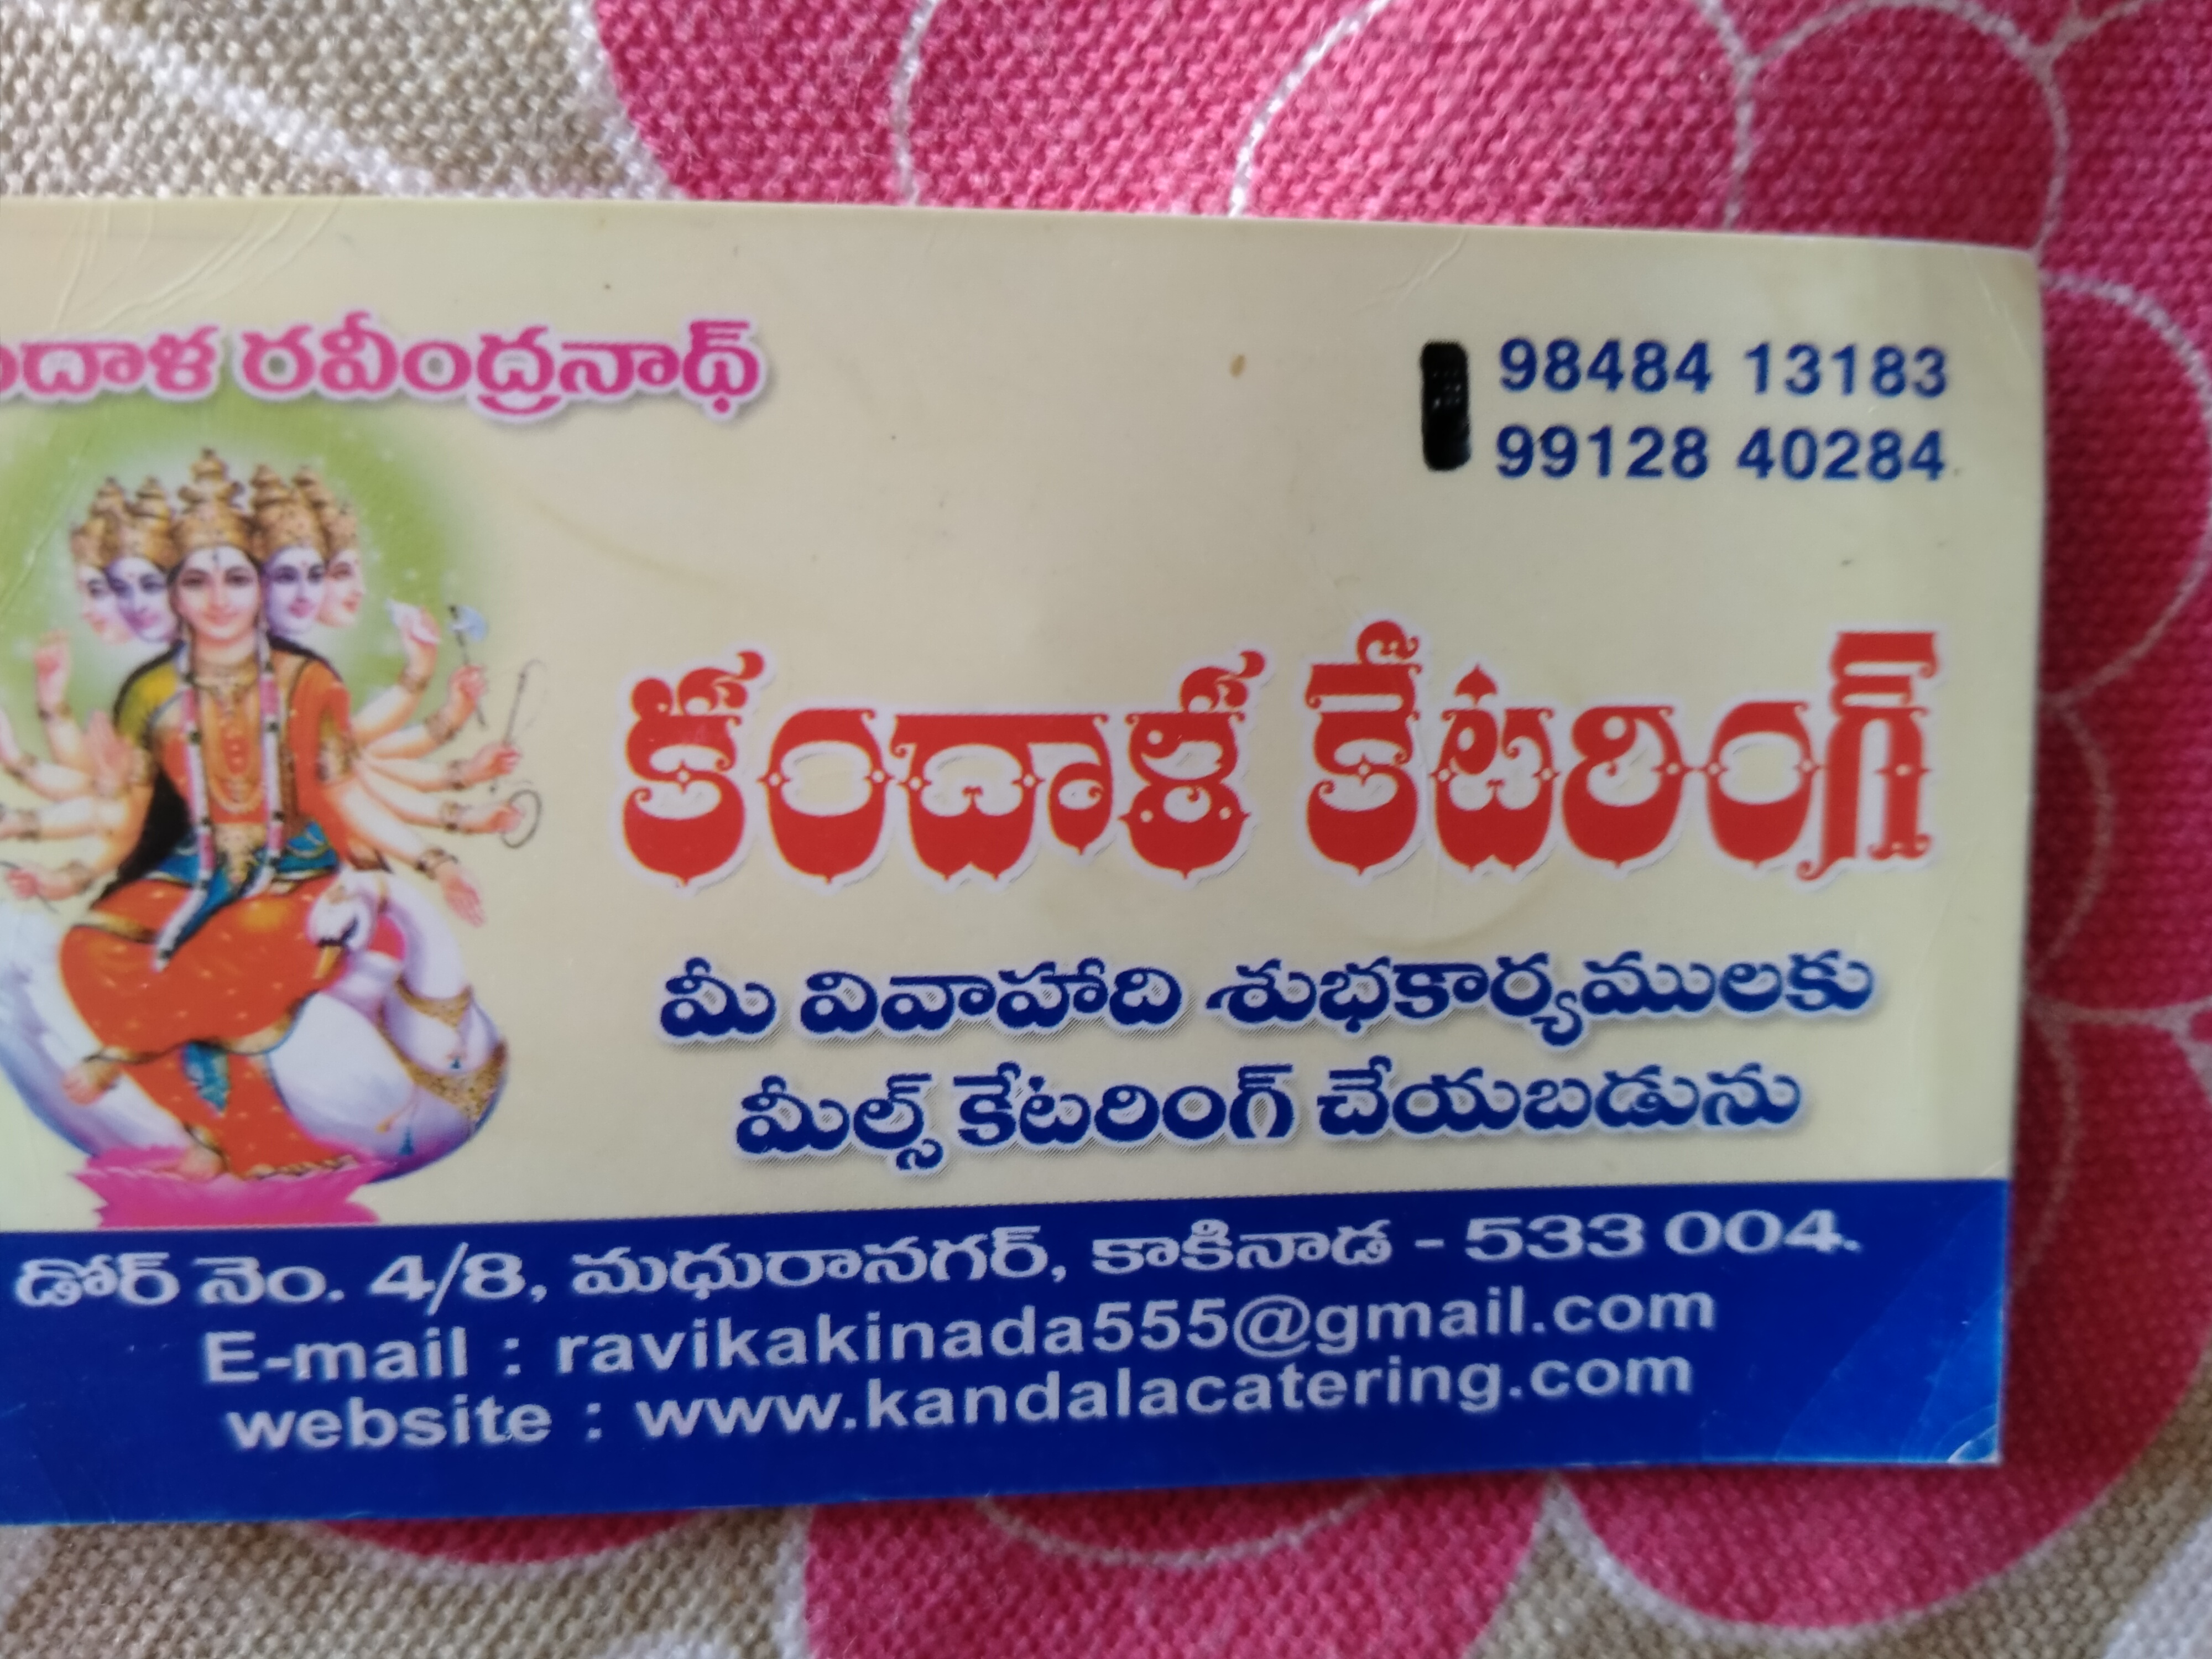 కందాళ రవీంద్రనాథ్
98484 13183
99128 40284
కందాళ కేటరింగ్
మీ వివాహాది శుభకార్యములకు
మీల్స్ కేటరింగ్ చేయబడును
డోర్ నెం. 4/8, మధురానగర్, కాకినాడ - 533 004.
E-mail : ravikakinada555@gmail.com
website : www.kandalacatering.com